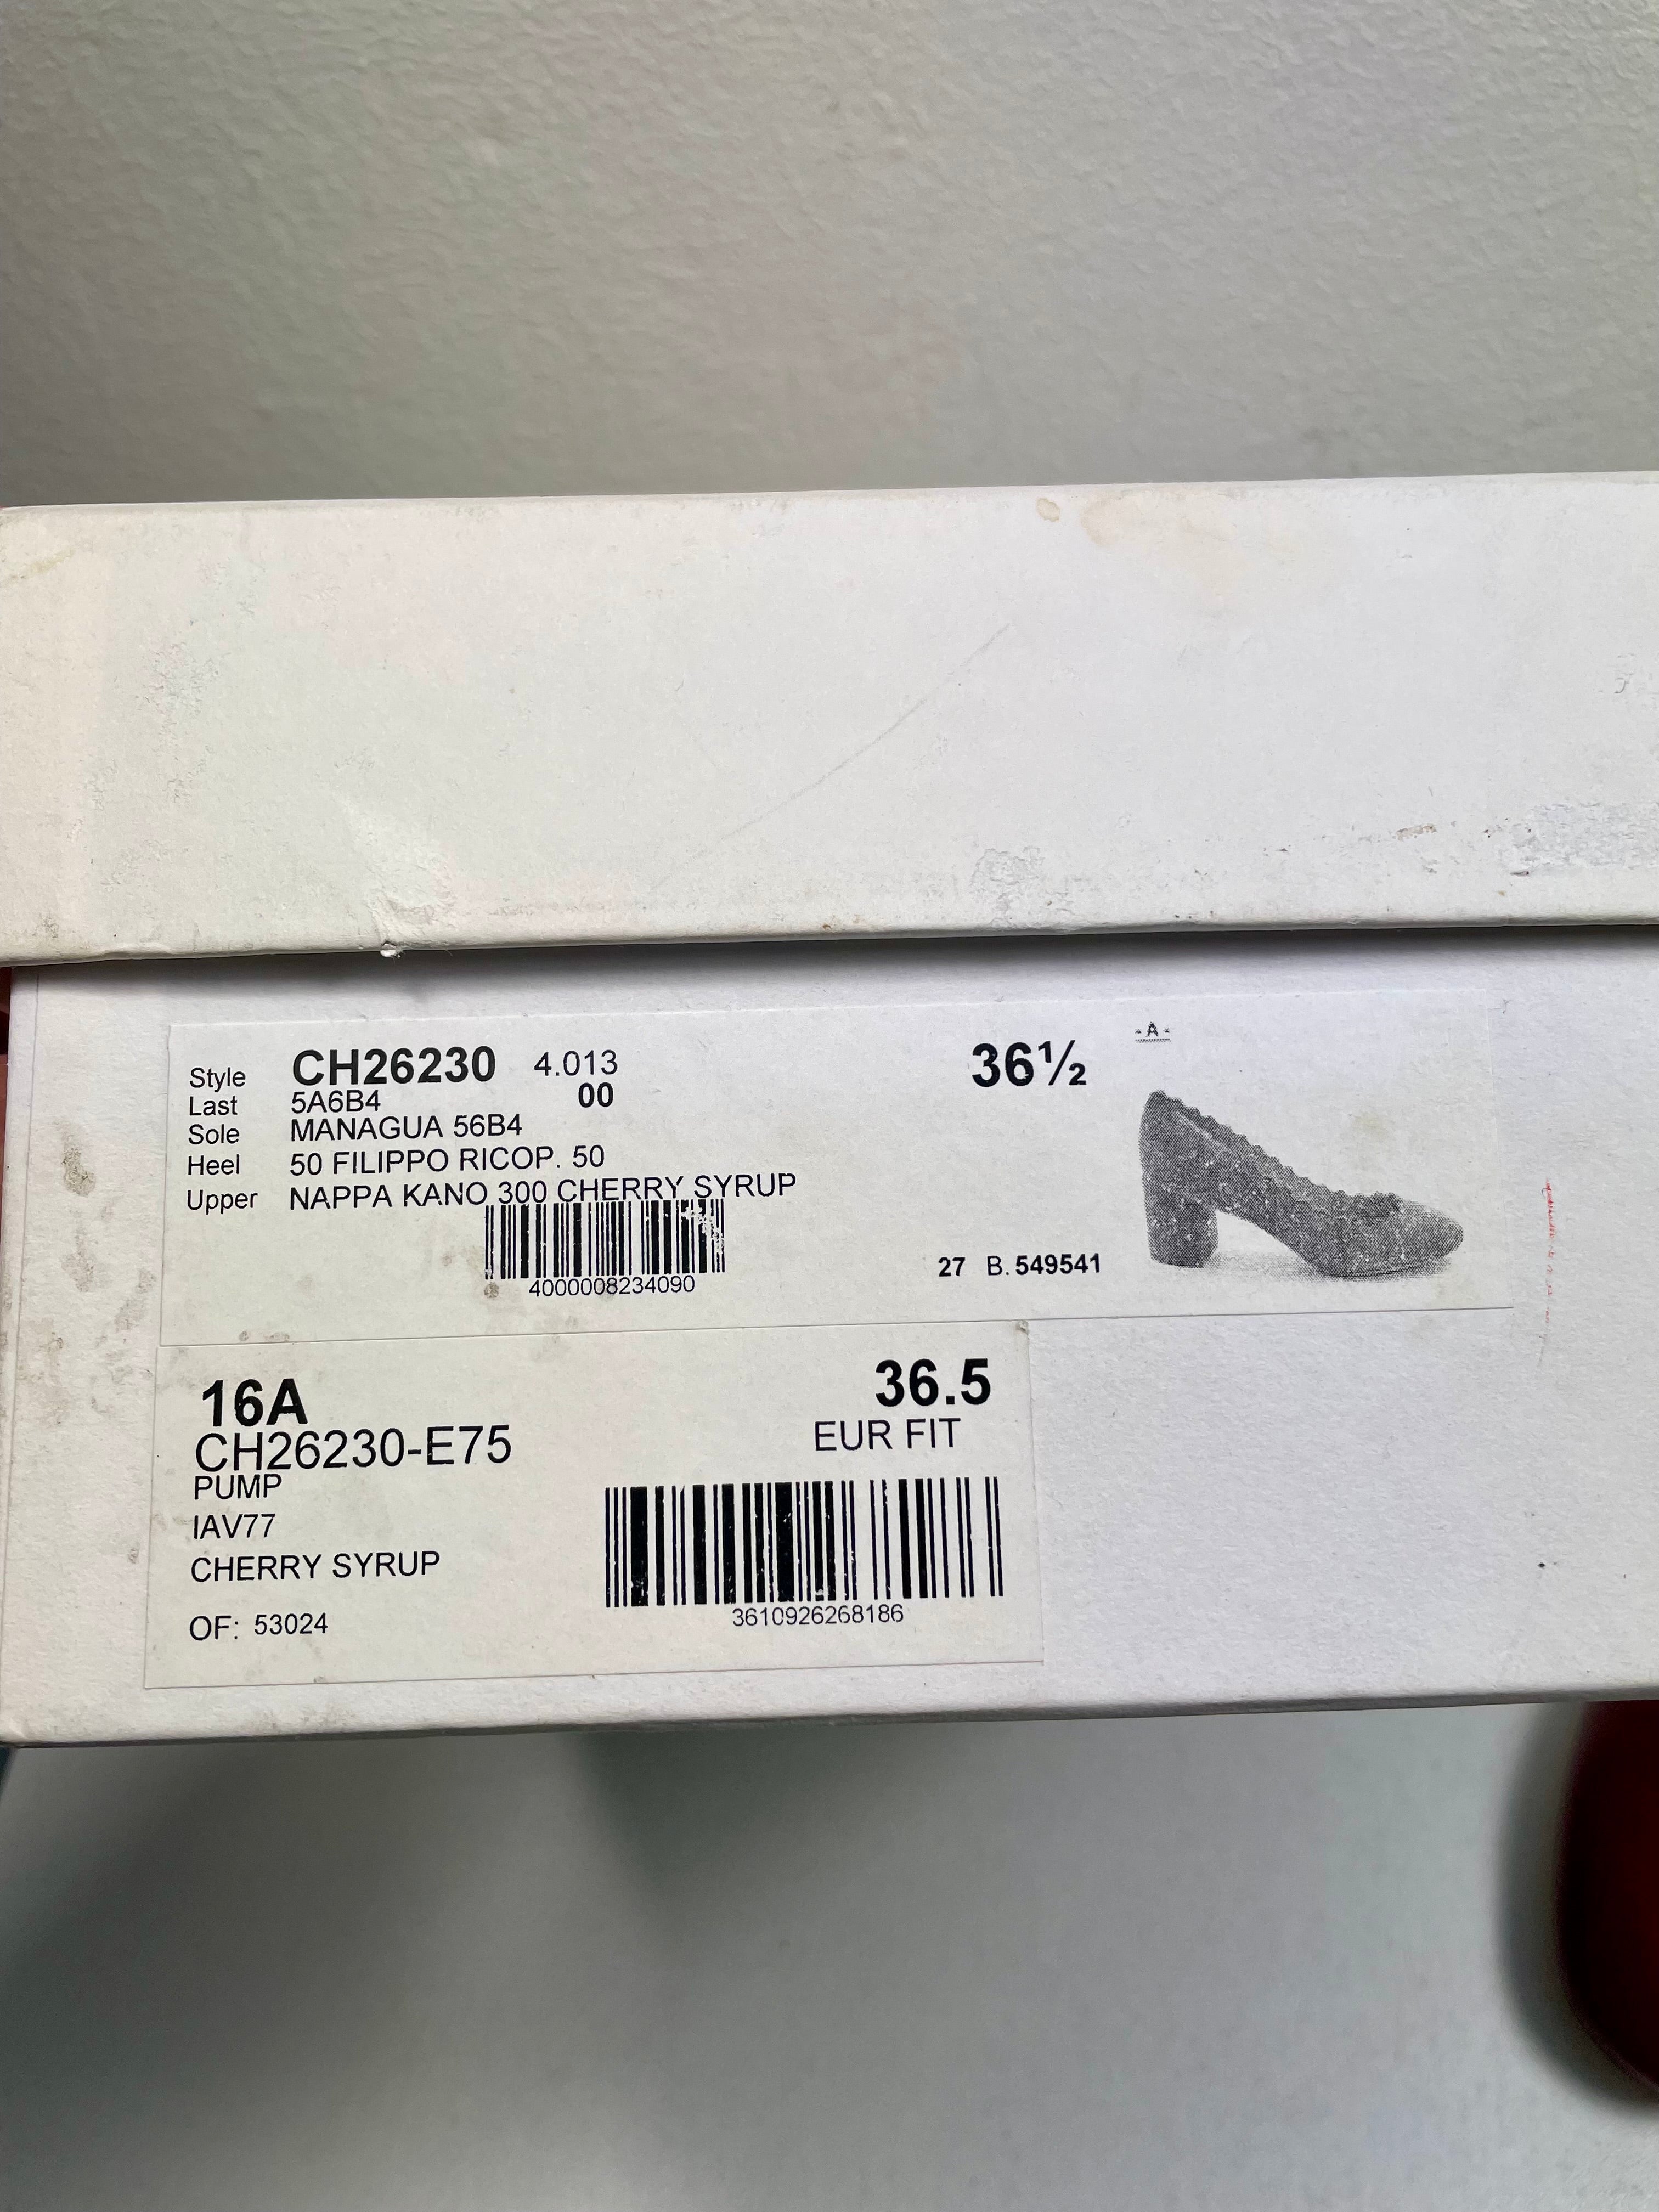 Style CH26230 4.013 36½ -A-
Last 5A6B4 00
Sole MANAGUA 56B4
Heel 50 FILIPPO RICOP. 50
Upper NAPPA KANO 300 CHERRY SYRUP
27 B. 549541
4000008234090
16A 36.5
CH26230-E75 EUR FIT
PUMP
IAV77
CHERRY SYRUP
3610926268186
OF: 53024